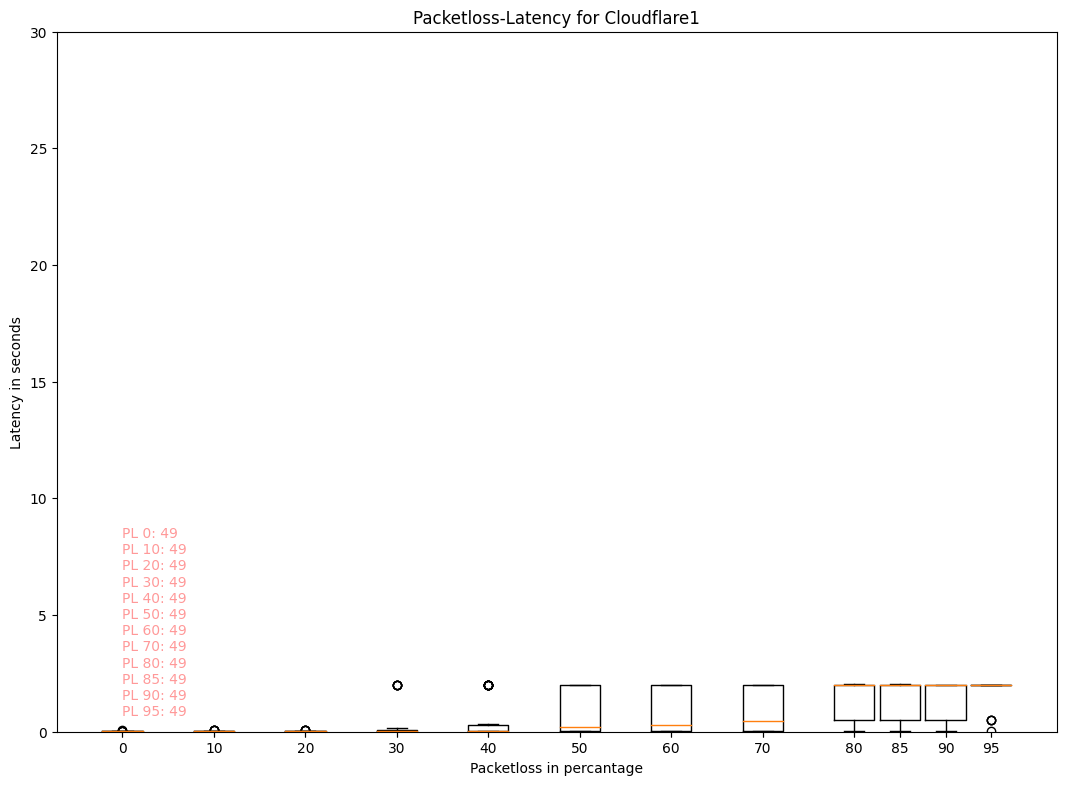 Packetloss-Latency for Cloudflare1
30
25
20
15
10
5
0
Latency in seconds
PL 0: 49
PL 10: 49
PL 20: 49
PL 30: 49
PL 40: 49
PL 50: 49
PL 60: 49
PL 70: 49
PL 80: 49
PL 85: 49
PL 90: 49
PL 95: 49
0 10 20 30 40 50 60 70 80 85 90 95
Packetloss in percantage